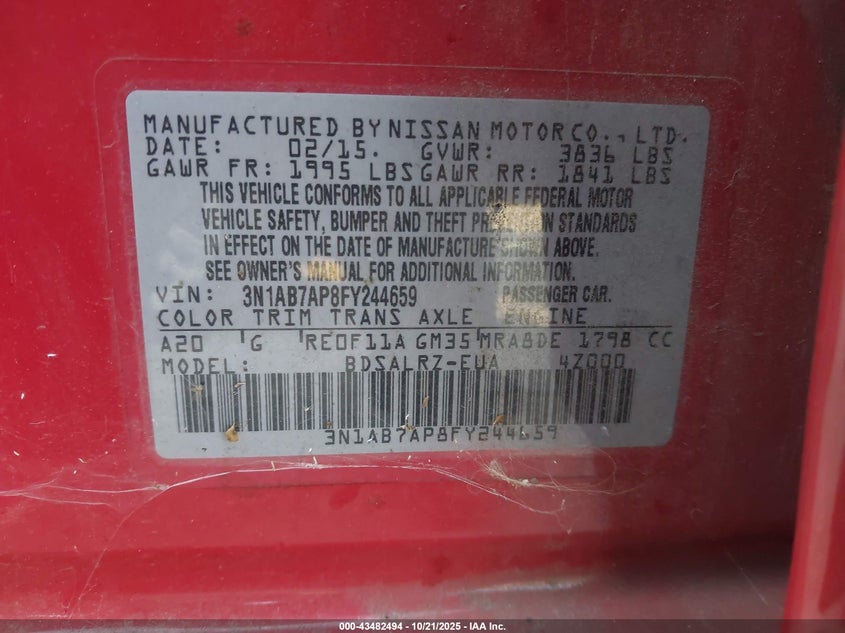 MANUFACTURED BY NISSAN MOTOR CO., LTD.
DATE: 02/15. GVWR: 3836 LBS
GAWR FR: 1995 LBS GAWR RR: 1841 LBS
THIS VEHICLE CONFORMS TO ALL APPLICABLE FEDERAL MOTOR
VEHICLE SAFETY, BUMPER AND THEFT PREVENTION STANDARDS
IN EFFECT ON THE DATE OF MANUFACTURE SHOWN ABOVE.
SEE OWNER'S MANUAL FOR ADDITIONAL INFORMATION.
VIN: 3N1AB7AP8FY244659 PASSENGER CAR.
COLOR TRIM TRANS AXLE ENGINE
A20 G RE0F11A GM35 MRA8DE 1798 CC
MODEL: BDSALRZ-EUA 4Z000
3N1AB7AP8FY244659
000-43482494 - 10/21/2025 - IAA Inc.